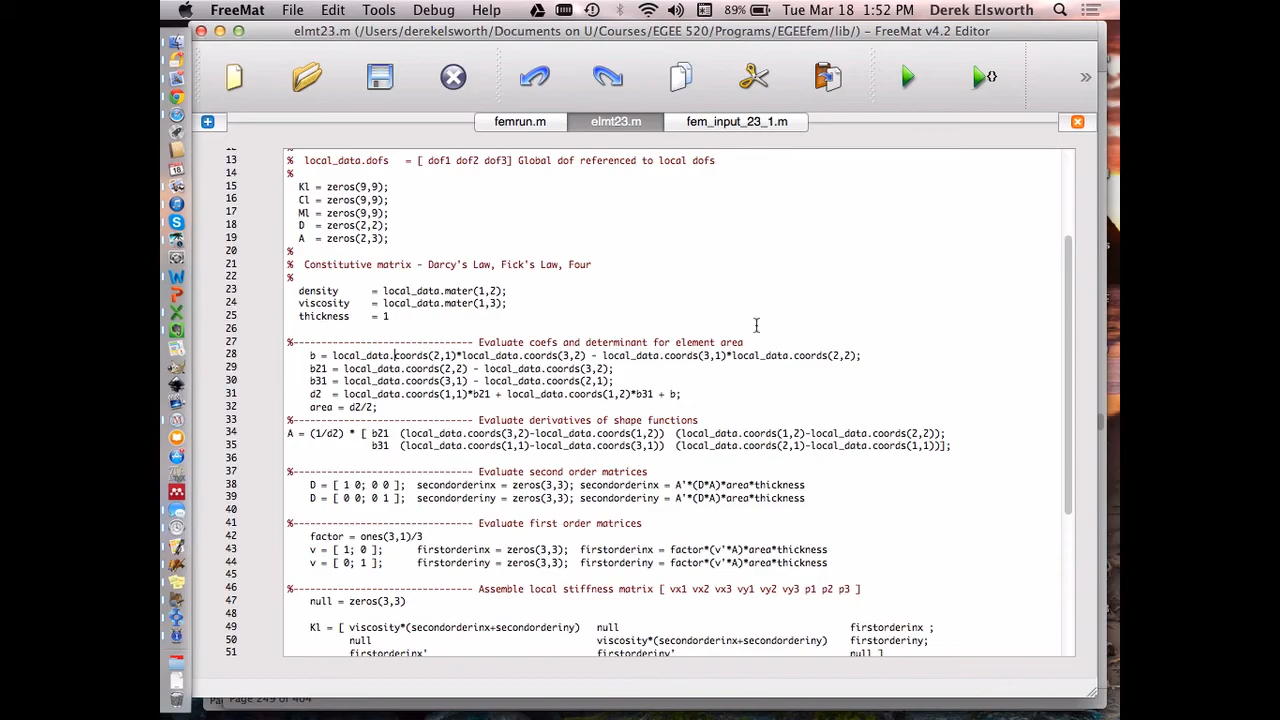 FreeMat File Edit Tools Debug Help 89% Tue Mar 18 1:52 PM Derek Elsworth
elmt23.m (/Users/derekelsworth/Documents on U/Courses/EGEE 520/Programs/EGEEfem/lib/) – FreeMat v4.2 Editor
femrun.m elmt23.m fem_input_23_1.m
13 % local_data.dofs = [ dof1 dof2 dof3] Global dof referenced to local dofs
14 %
15 Kl = zeros(9,9);
16 Cl = zeros(9,9);
17 Ml = zeros(9,9);
18 D = zeros(2,2);
19 A = zeros(2,3);
20 %
21 % Constitutive matrix - Darcy's Law, Fick's Law, Four
22 %
23 density = local_data.mater(1,2);
24 viscosity = local_data.mater(1,3);
25 thickness = 1
26
27 %---------------------------- Evaluate coefs and determinant for element area
28 b = local_data.coords(2,1)*local_data.coords(3,2) - local_data.coords(3,1)*local_data.coords(2,2);
29 b21 = local_data.coords(2,2) - local_data.coords(3,2);
30 b31 = local_data.coords(3,1) - local_data.coords(2,1);
31 d2 = local_data.coords(1,1)*b21 + local_data.coords(1,2)*b31 + b;
32 area = d2/2;
33 %---------------------------- Evaluate derivatives of shape functions
34 A = (1/d2) * [ b21 (local_data.coords(3,2)-local_data.coords(1,2)) (local_data.coords(1,2)-local_data.coords(2,2));
35 b31 (local_data.coords(1,1)-local_data.coords(3,1)) (local_data.coords(2,1)-local_data.coords(1,1))];
36
37 %---------------------------- Evaluate second order matrices
38 D = [ 1 0; 0 0 ]; secondorderinx = zeros(3,3); secondorderinx = A'*(D*A)*area*thickness
39 D = [ 0 0; 0 1 ]; secondorderiny = zeros(3,3); secondorderiny = A'*(D*A)*area*thickness
40
41 %---------------------------- Evaluate first order matrices
42 factor = ones(3,1)/3
43 v = [ 1; 0 ]; firstorderinx = zeros(3,3); firstorderinx = factor*(v'*A)*area*thickness
44 v = [ 0; 1 ]; firstorderiny = zeros(3,3); firstorderiny = factor*(v'*A)*area*thickness
45
46 %---------------------------- Assemble local stiffness matrix [ vx1 vx2 vx3 vy1 vy2 vy3 p1 p2 p3 ]
47 null = zeros(3,3)
48
49 Kl = [ viscosity*(secondorderinx+secondorderiny) null firstorderinx ;
50 null viscosity*(secondorderinx+secondorderiny) firstorderiny;
51 firstorderinx' firstorderiny' null ]